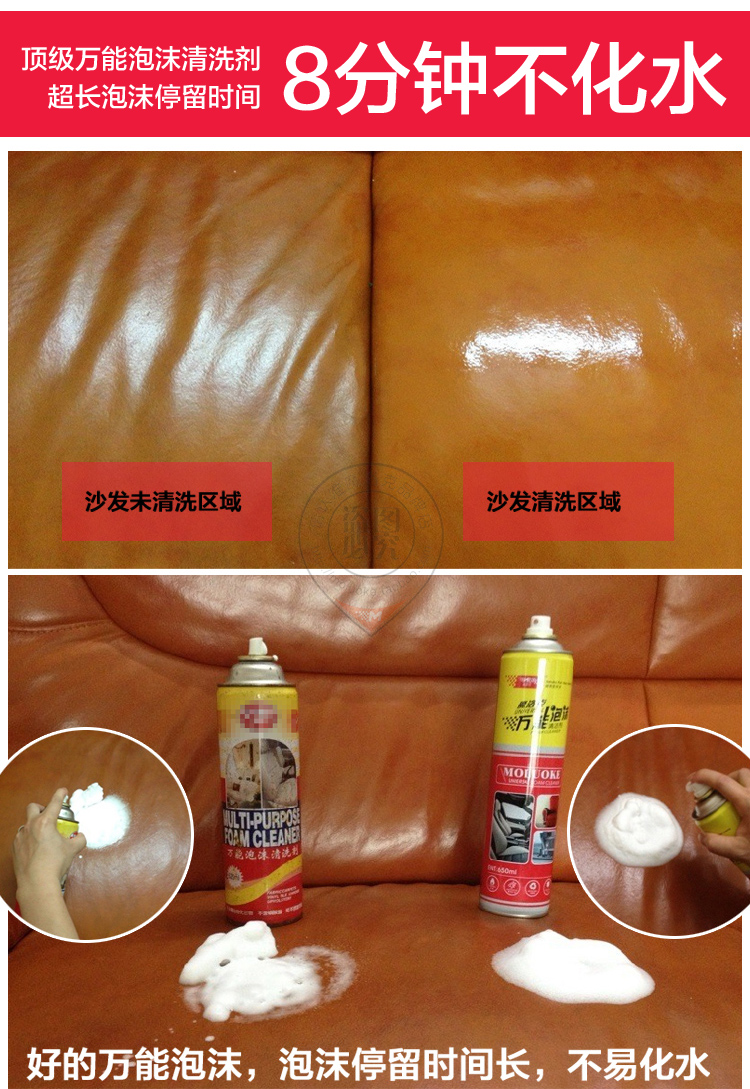 顶级万能泡沫清洗剂
超长泡沫停留时间
8分钟不化水
沙发未清洗区域
沙发清洗区域
万能泡沫
MULTI-PURPOSE
FOAM CLEANER
万能泡沫清洗剂
MODUOKE
650ml
好的万能泡沫，泡沫停留时间长，不易化水